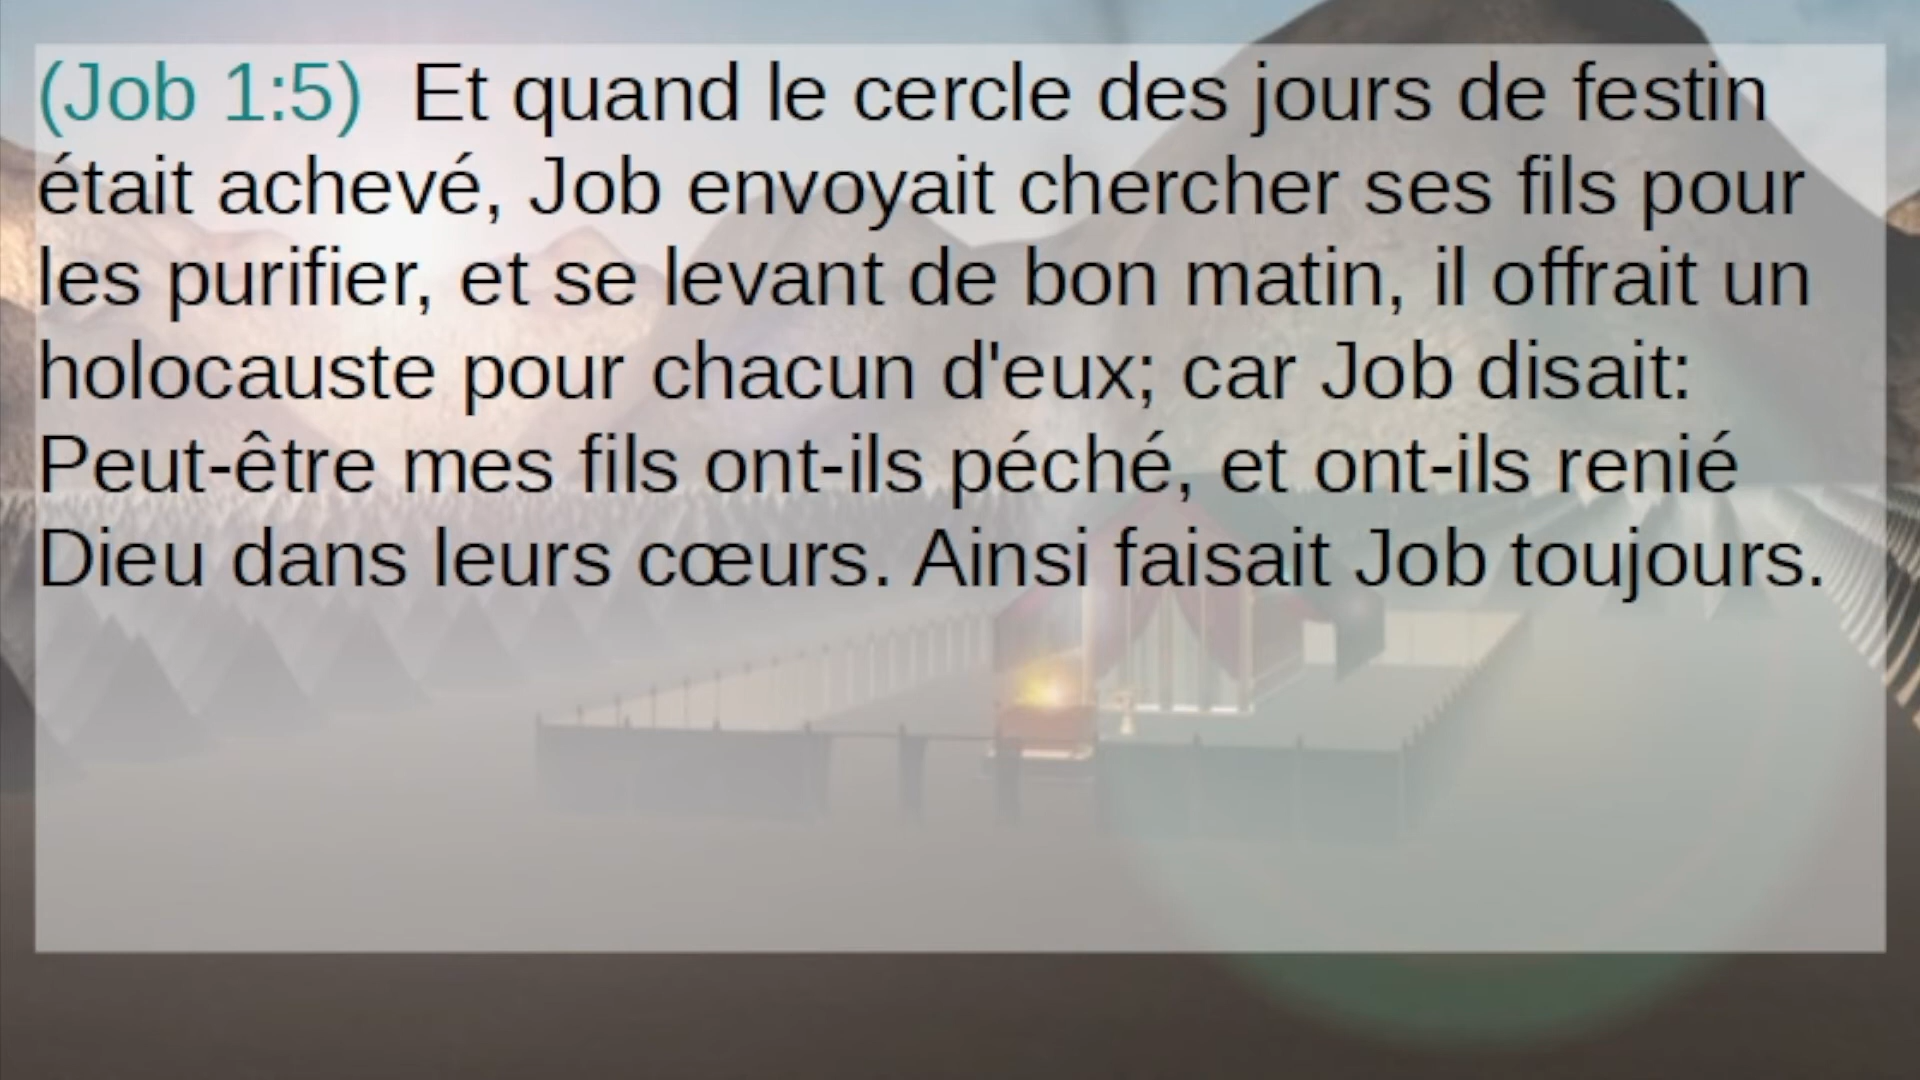 (Job 1:5)  Et quand le cercle des jours de festin
était achevé, Job envoyait chercher ses fils pour
les purifier, et se levant de bon matin, il offrait un
holocauste pour chacun d'eux; car Job disait:
Peut-être mes fils ont-ils péché, et ont-ils renié
Dieu dans leurs cœurs. Ainsi faisait Job toujours.